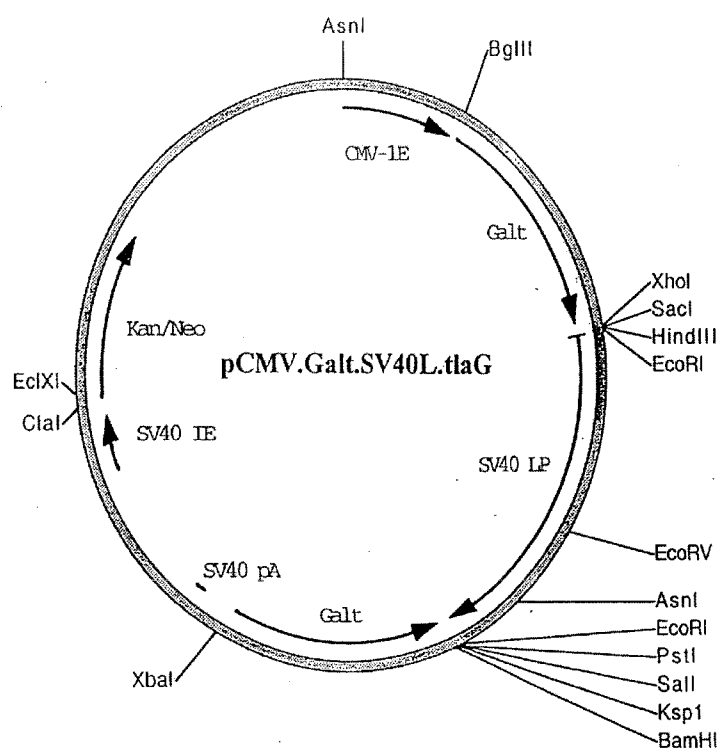 AsnI
BglII
CMV-1E
Galt
XhoI
SacI
HindIII
EcoRI
Kan/Neo
pCMV.Galt.SV40L.tlaG
EclXI
ClaI
SV40 IE
SV40 LP
EcoRV
SV40 pA
AsnI
Galt
EcoRI
PstI
XbaI
SalI
Ksp1
BamHI